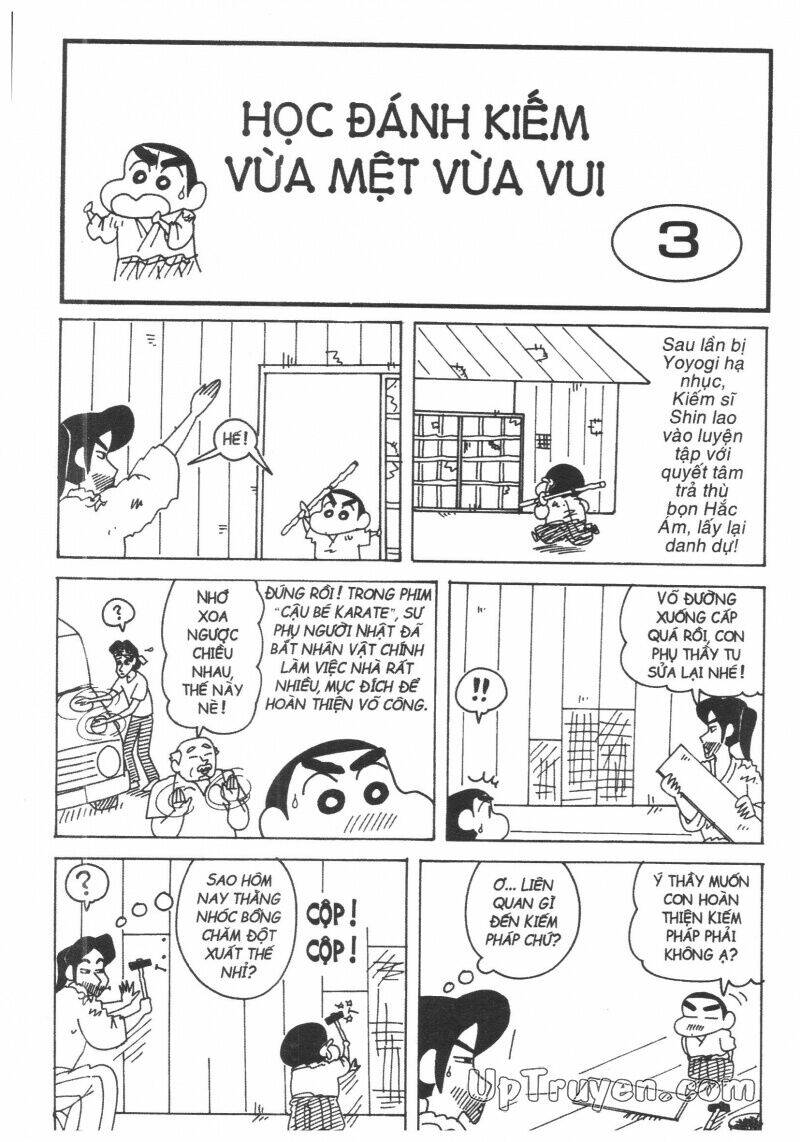 HỌC ĐÁNH KIẾM
VỪA MỆT VỪA VUI
3
Sau lần bị
Yoyogi hạ
nhục,
Kiếm sĩ
Shin lao
vào luyện
tập với
quyết tâm
trả thù
bọn Hắc
Ám, lấy lại
danh dự!
HẾ!
VÕ ĐƯỜNG
XUỐNG CẤP
QUÁ RỒI, CON
PHỤ THẦY TU
SỬA LẠI NHÉ!
!!
ĐÚNG RỒI! TRONG PHIM
"CẬU BÉ KARATE", SƯ
PHỤ NGƯỜI NHẬT ĐÃ
BẮT NHÂN VẬT CHÍNH
LÀM VIỆC NHÀ RẤT
NHIỀU, MỤC ĐÍCH ĐỂ
HOÀN THIỆN VÕ CÔNG.
NHỚ
XOA
NGƯỢC
CHIỀU
NHAU,
THẾ NÀY
NÈ!
?
Ý THẦY MUỐN
CON HOÀN
THIỆN KIẾM
PHÁP PHẢI
KHÔNG Ạ?
Ơ... LIÊN
QUAN GÌ
ĐẾN KIẾM
PHÁP CHỨ?
CỘP!
CỘP!
SAO HÔM
NAY THẰNG
NHÓC BỖNG
CHĂM ĐỘT
XUẤT THẾ
NHỈ?
?
UpTruyen.com